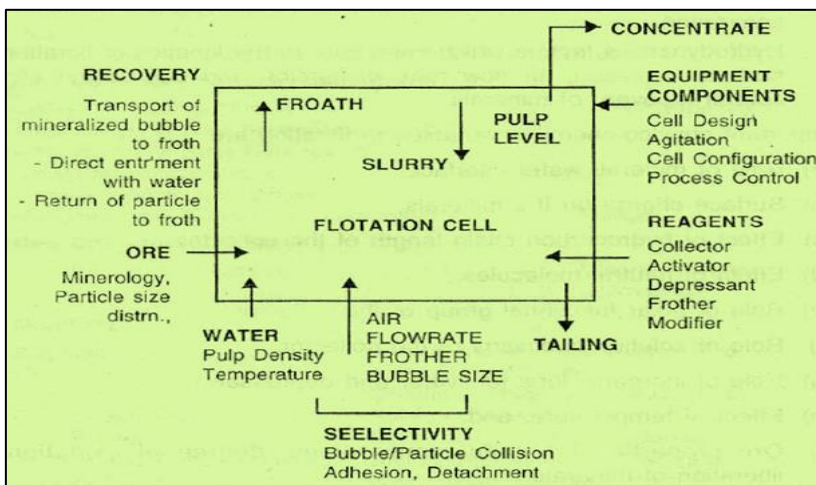 CONCENTRATE
RECOVERY
Transport of
mineralized bubble
to froth
- Direct entr'ment
with water
- Return of particle
to froth
FROATH
SLURRY
PULP
LEVEL
EQUIPMENT
COMPONENTS
Cell Design
Agitation
Cell Configuration
Process Control
FLOTATION CELL
ORE
Minerology,
Particle size
distrn.,
REAGENTS
Collector
Activator
Depressant
Frother
Modifier
WATER
Pulp Density
Temperature
AIR
FLOWRATE
FROTHER
BUBBLE SIZE
TAILING
SEELECTIVITY
Bubble/Particle Collision
Adhesion, Detachment